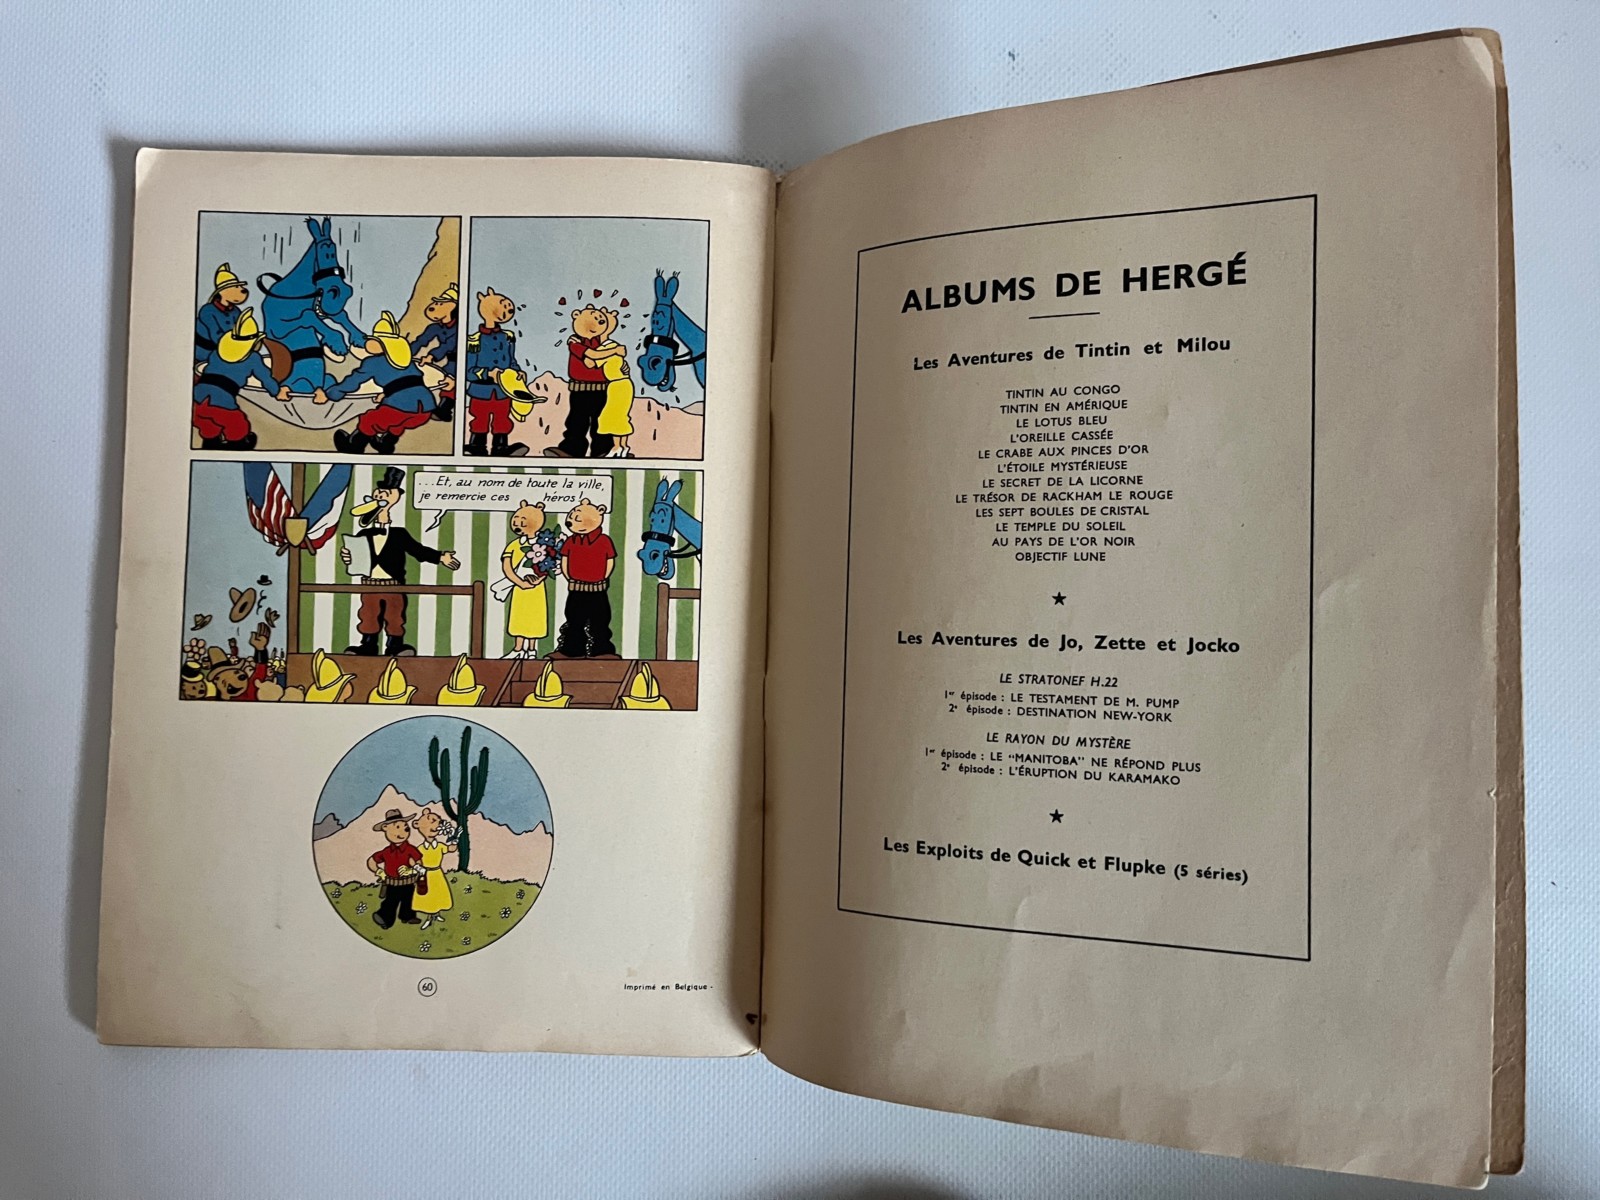 ...Et, au nom de toute la ville,
je remercie ces héros!
60
Imprimé en Belgique -
ALBUMS DE HERGÉ
Les Aventures de Tintin et Milou
TINTIN AU CONGO
TINTIN EN AMÉRIQUE
LE LOTUS BLEU
L'OREILLE CASSÉE
LE CRABE AUX PINCES D'OR
L'ÉTOILE MYSTÉRIEUSE
LE SECRET DE LA LICORNE
LE TRÉSOR DE RACKHAM LE ROUGE
LES SEPT BOULES DE CRISTAL
LE TEMPLE DU SOLEIL
AU PAYS DE L'OR NOIR
OBJECTIF LUNE
★
Les Aventures de Jo, Zette et Jocko
LE STRATONEF H.22
1er épisode : LE TESTAMENT DE M. PUMP
2e épisode : DESTINATION NEW-YORK
LE RAYON DU MYSTÈRE
1er épisode : LE "MANITOBA" NE RÉPOND PLUS
2e épisode : L'ÉRUPTION DU KARAMAKO
★
Les Exploits de Quick et Flupke (5 séries)